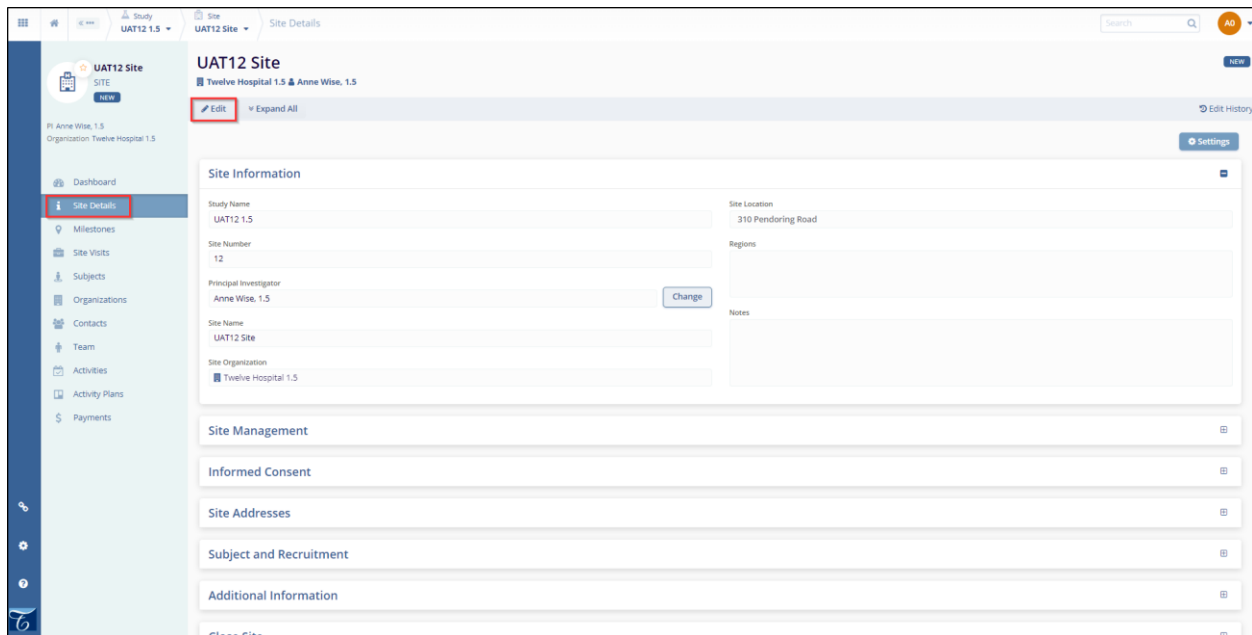 Study
UAT12 1.5
Site
UAT12 Site
Site Details
Search
AO
UAT12 Site
SITE
NEW
PI Anne Wise, 1.5
Organization Twelve Hospital 1.5
Dashboard
Site Details
Milestones
Site Visits
Subjects
Organizations
Contacts
Team
Activities
Activity Plans
Payments
UAT12 Site
NEW
Twelve Hospital 1.5 Anne Wise, 1.5
Edit
Expand All
Edit History
Settings
Site Information
Study Name
UAT12 1.5
Site Number
12
Principal Investigator
Anne Wise, 1.5
Change
Site Name
UAT12 Site
Site Organization
Twelve Hospital 1.5
Site Location
310 Pendoring Road
Regions
Notes
Site Management
Informed Consent
Site Addresses
Subject and Recruitment
Additional Information
Close Site